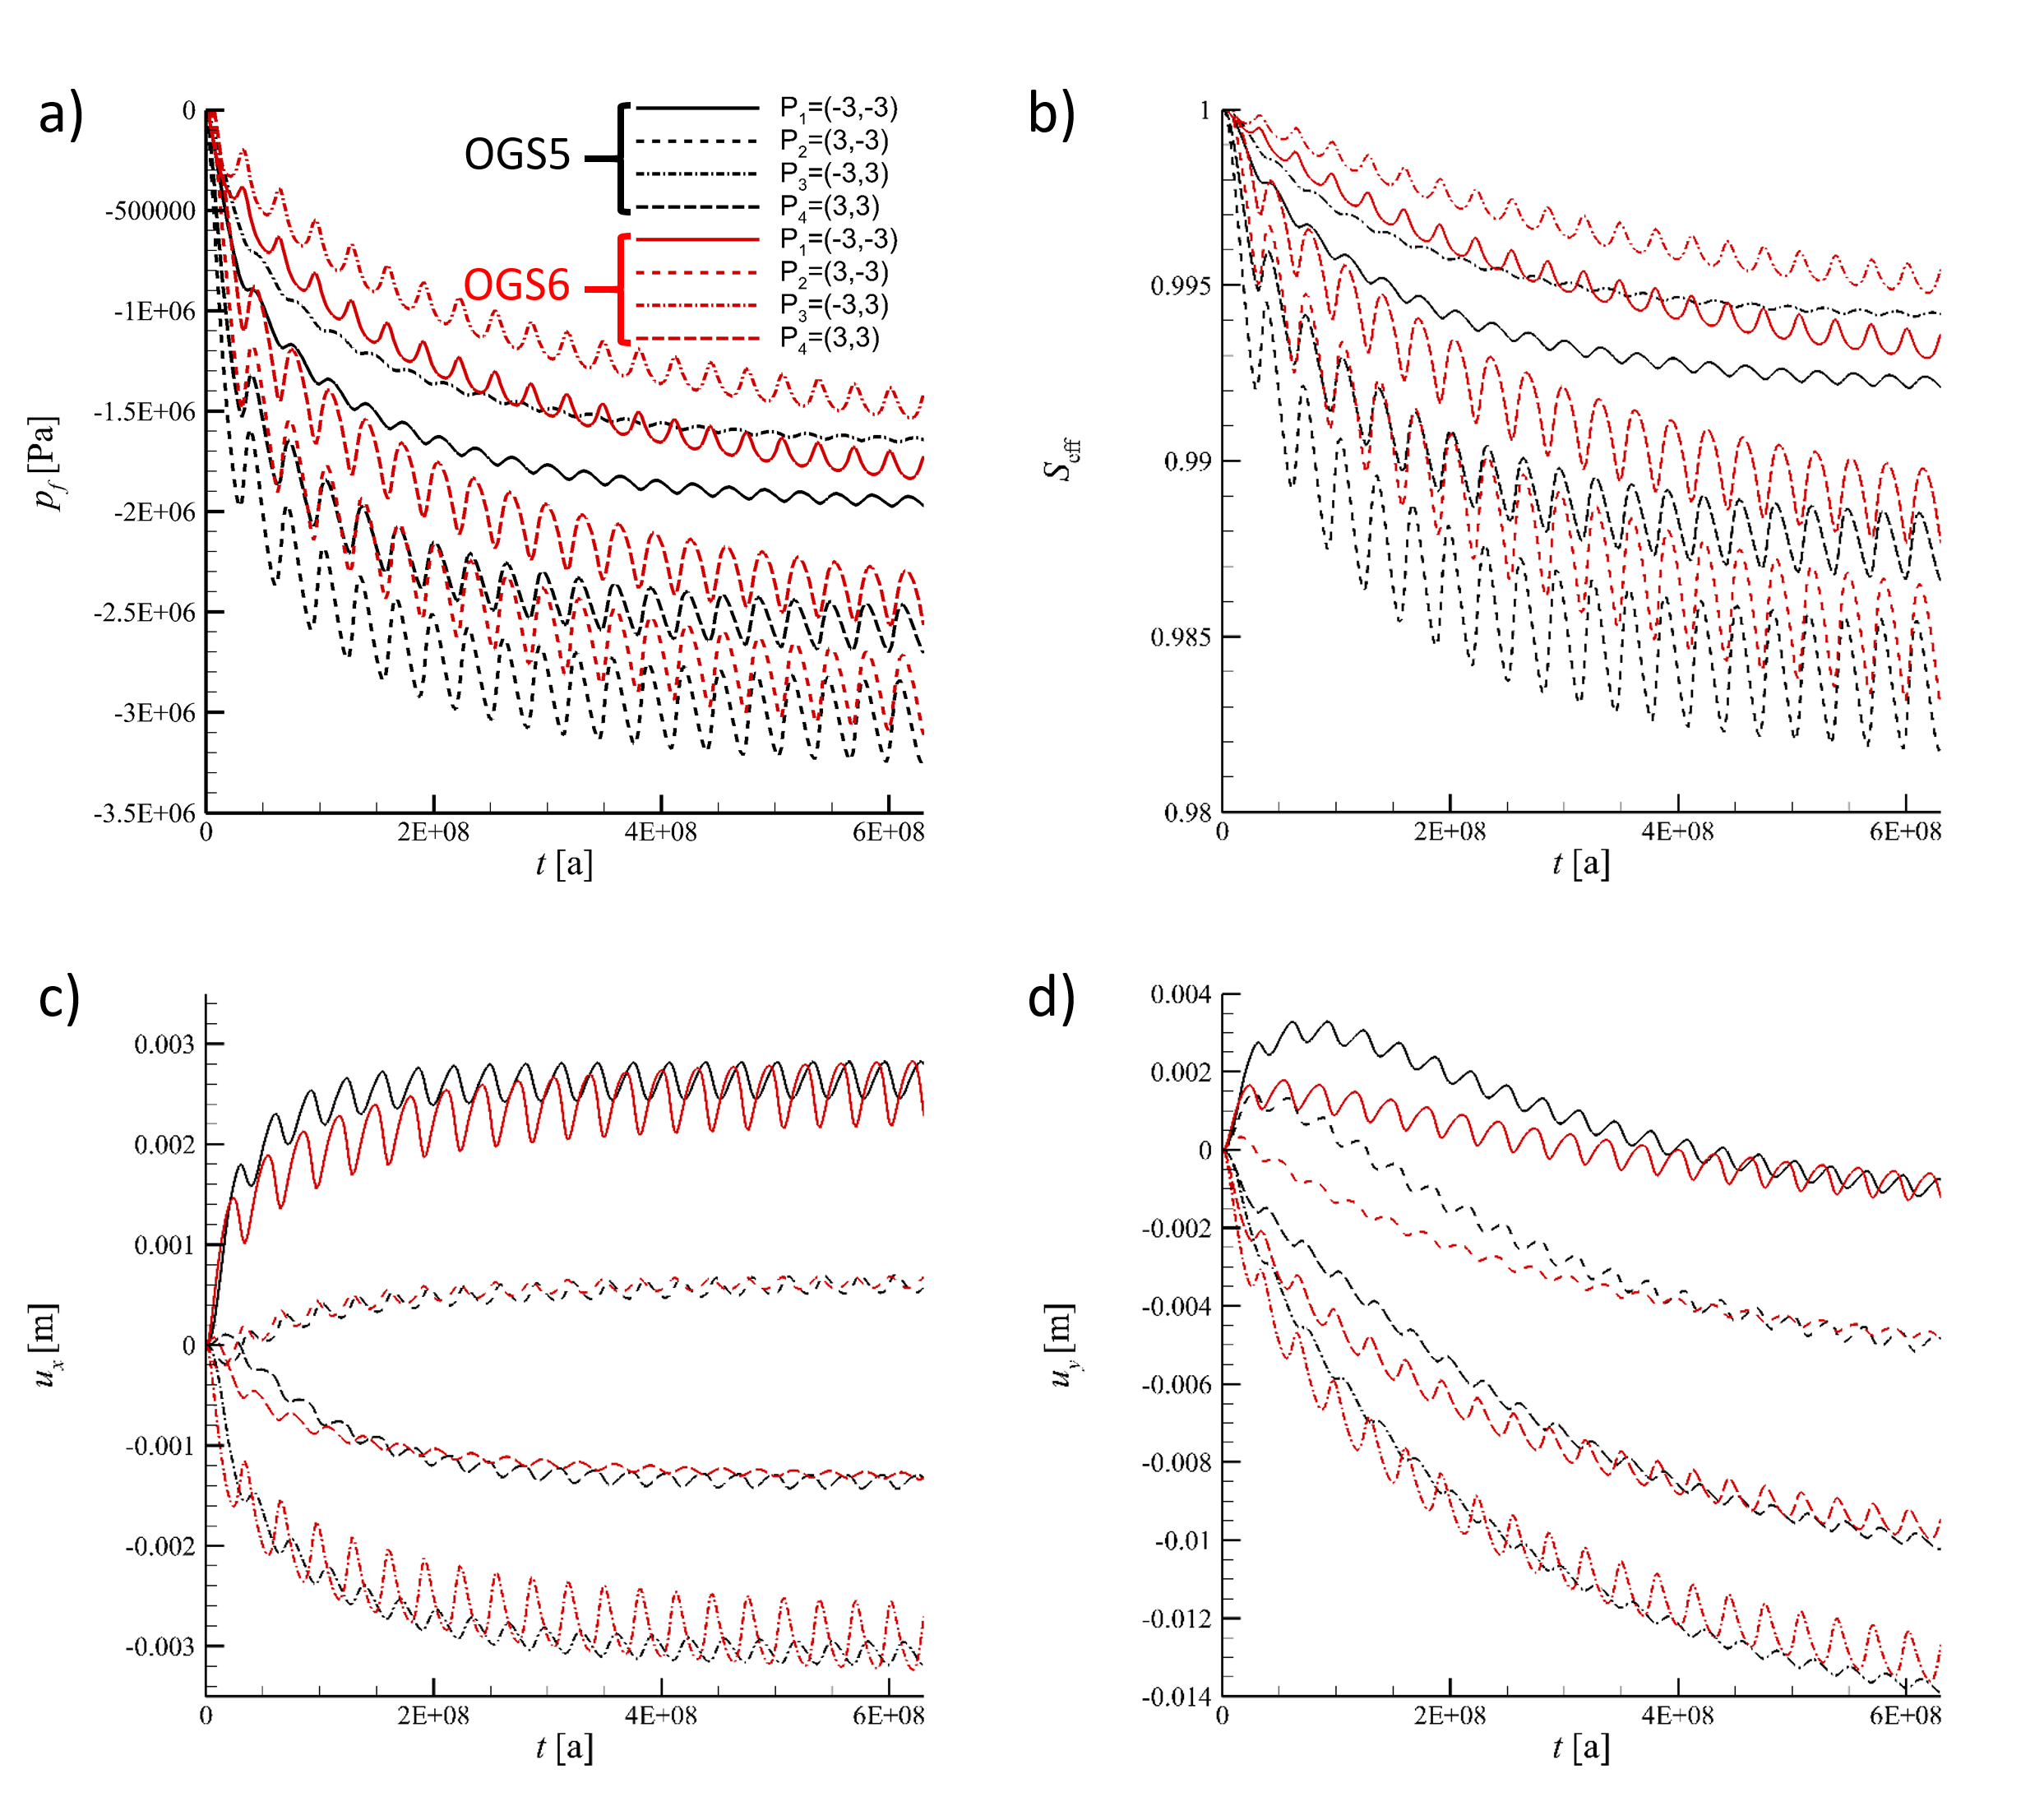 a)
0
-500000
-1E+06
-1.5E+06
-2E+06
-2.5E+06
-3E+06
-3.5E+06
p_f [Pa]
0 2E+08 4E+08 6E+08
t [a]
OGS5
P1=(-3,-3)
P2=(3,-3)
P3=(-3,3)
P4=(3,3)
OGS6
P1=(-3,-3)
P2=(3,-3)
P3=(-3,3)
P4=(3,3)
b)
1
0.995
0.99
0.985
0.98
S_eff
0 2E+08 4E+08 6E+08
t [a]
c)
0.003
0.002
0.001
0
-0.001
-0.002
-0.003
u_x [m]
0 2E+08 4E+08 6E+08
t [a]
d)
0.004
0.002
0
-0.002
-0.004
-0.006
-0.008
-0.01
-0.012
-0.014
u_y [m]
0 2E+08 4E+08 6E+08
t [a]